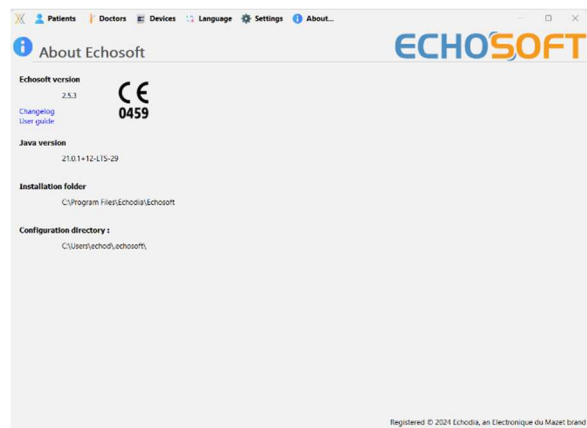 Patients Doctors Devices Language Settings About...
About Echosoft
ECHOSOFT
Echosoft version
2.5.3
CE
0459
Changelog
User guide
Java version
21.0.1+12-LTS-29
Installation folder
C:\Program Files\Echodia\Echosoft
Configuration directory :
C:\Users\echod\.echosoft\
Registered © 2024 Echodia, an Electronique du Mazet brand